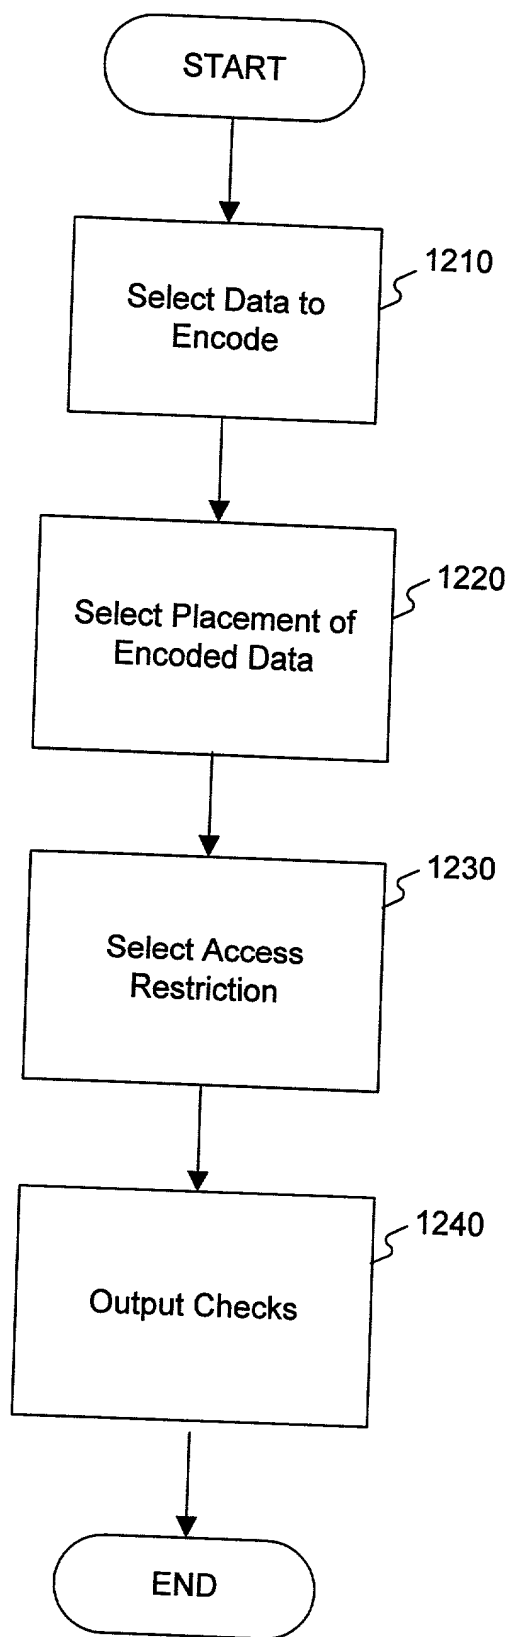 START
1210
Select Data to
Encode
1220
Select Placement of
Encoded Data
1230
Select Access
Restriction
1240
Output Checks
END